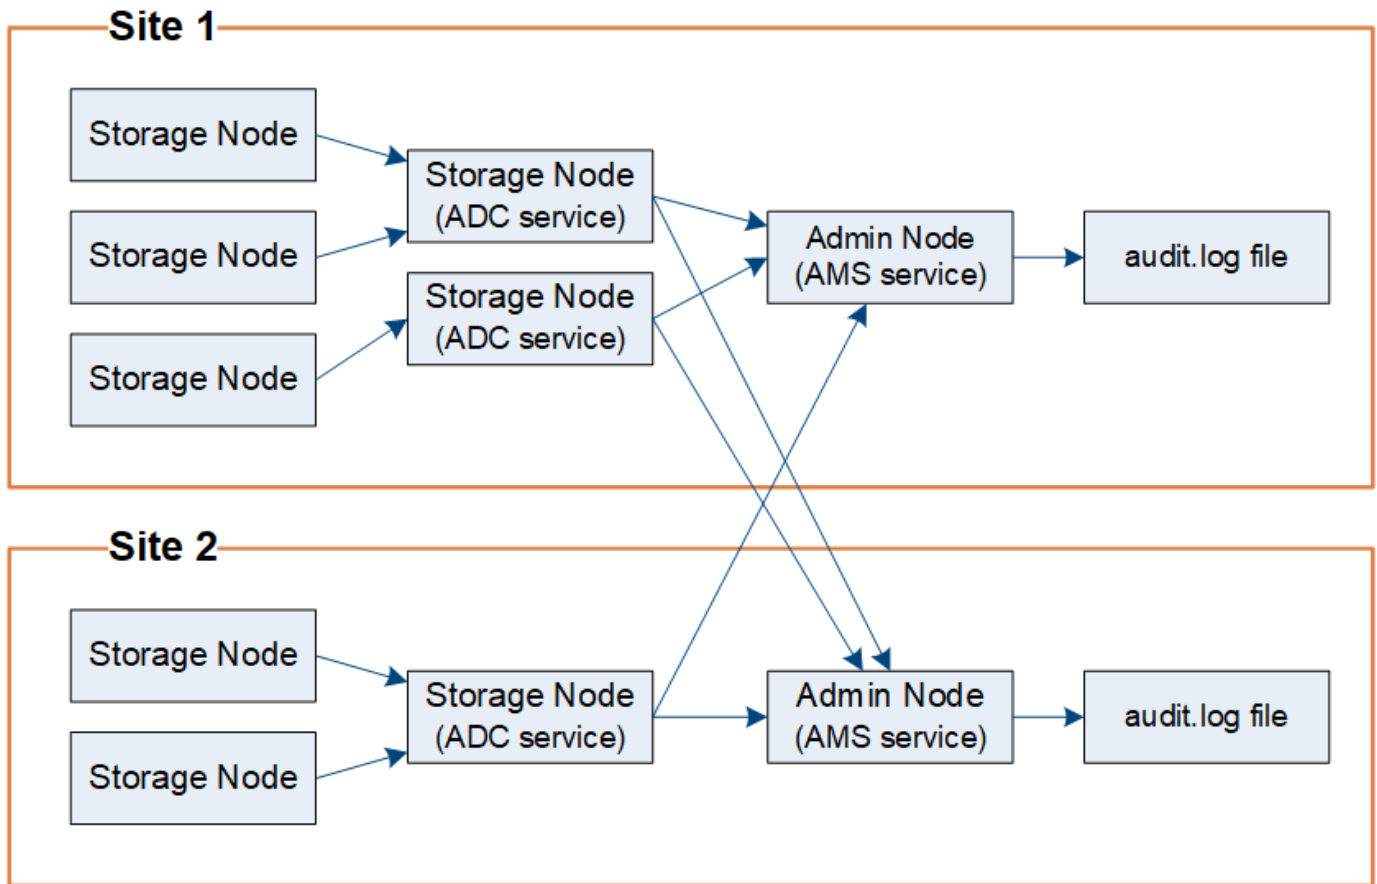 Site 1
Storage Node
Storage Node
Storage Node
Storage Node
(ADC service)
Storage Node
(ADC service)
Admin Node
(AMS service)
audit.log file
Site 2
Storage Node
Storage Node
Storage Node
(ADC service)
Admin Node
(AMS service)
audit.log file